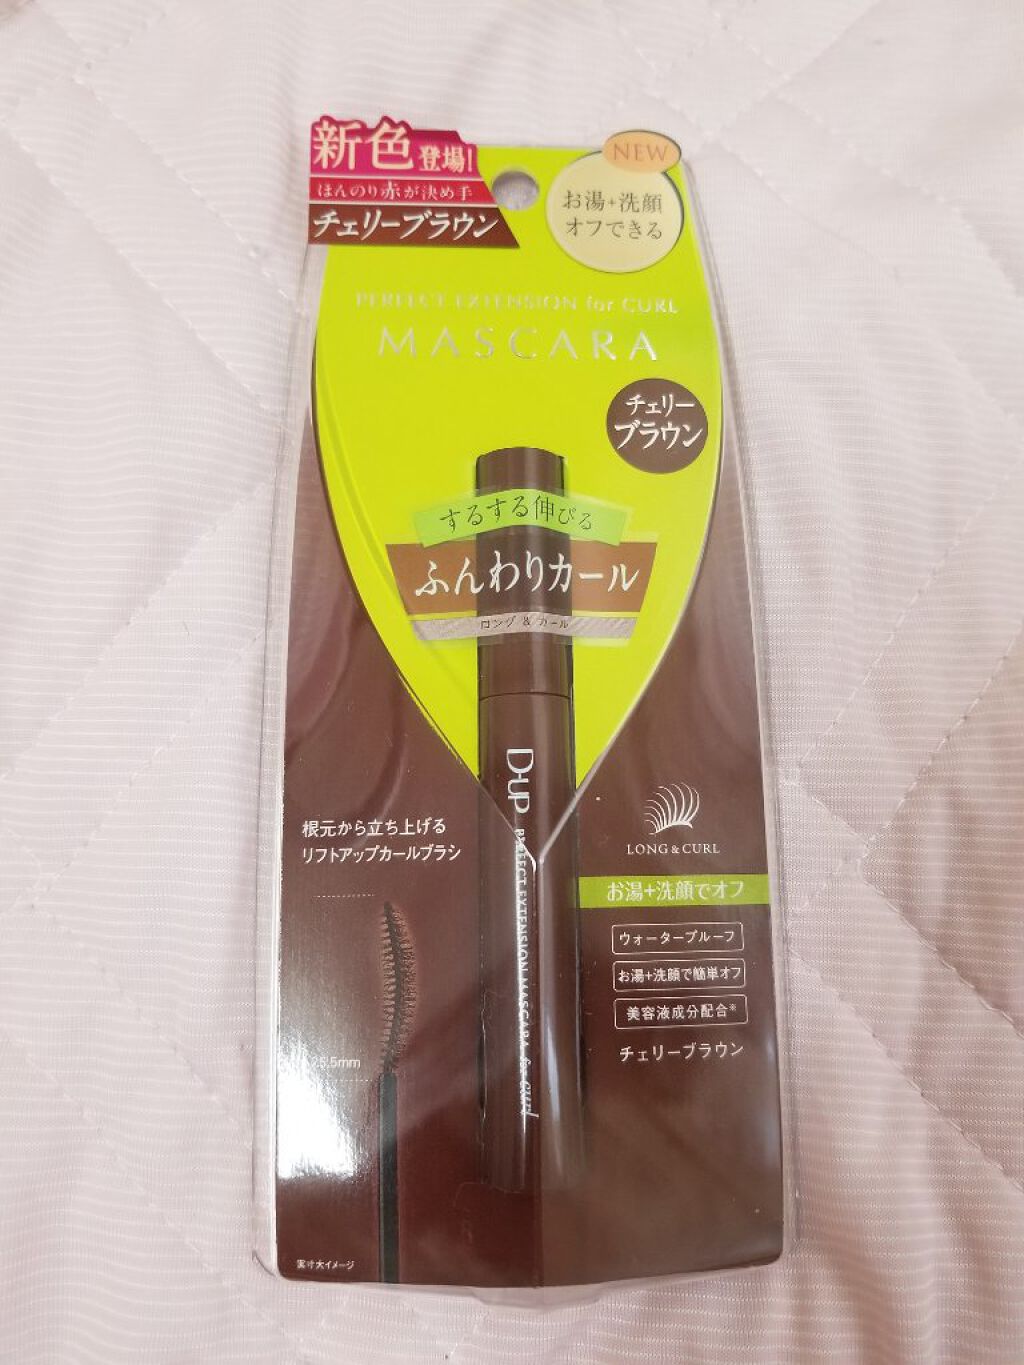 新色登場!
ほんのり赤が決め手
チェリーブラウン
NEW
お湯+洗顔
オフできる
PERFECT EXTENSION for CURL
MASCARA
チェリー
ブラウン
するする伸びる
ふんわりカール
ロング & カール
D-UP
PERFECT EXTENSION MASCARA for curl
根元から立ち上げる
リフトアップカールブラシ
LONG & CURL
お湯+洗顔でオフ
ウォータープルーフ
お湯+洗顔で簡単オフ
美容液成分配合※
チェリーブラウン
25.5mm
実寸大イメージ